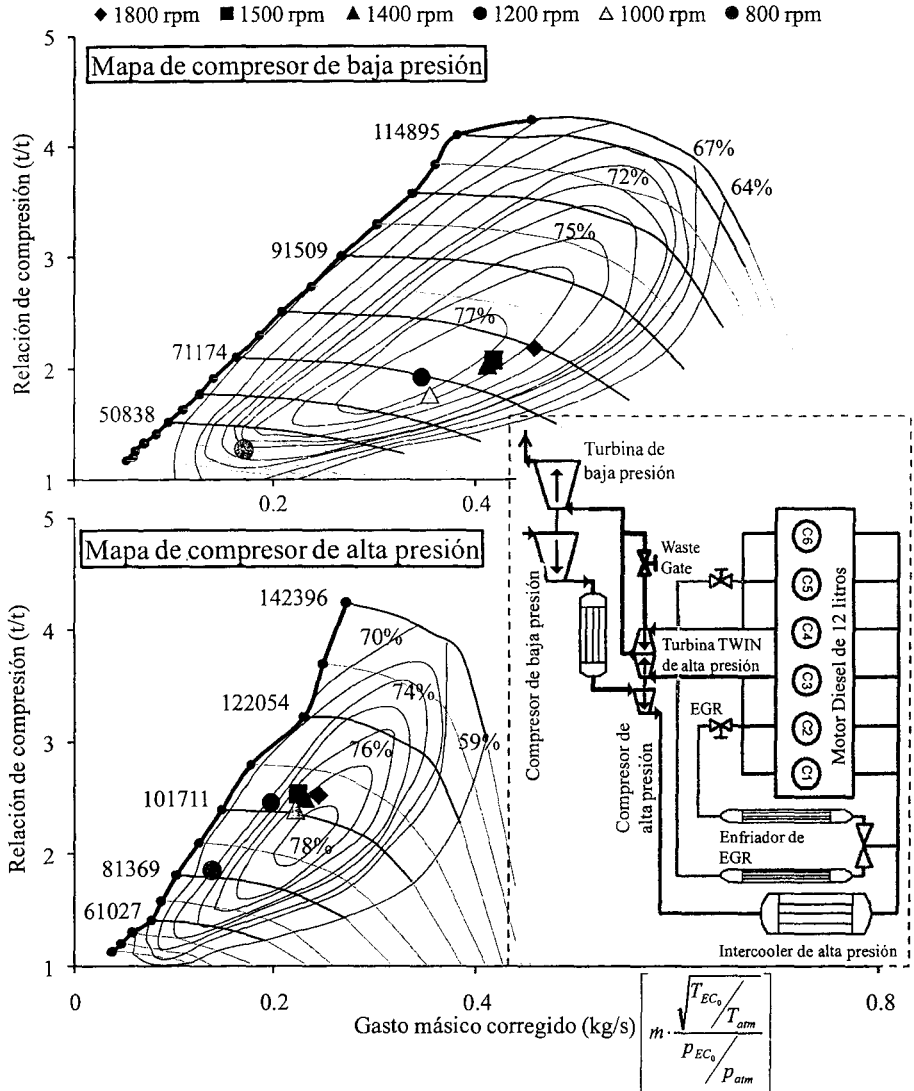 ◆ 1800 rpm ■ 1500 rpm ▲ 1400 rpm ● 1200 rpm △ 1000 rpm ● 800 rpm
Mapa de compresor de baja presión
Relación de compresión (t/t)
5
4
3
2
1
114895
91509
71174
50838
67%
64%
72%
75%
77%
0.2
0.4
Mapa de compresor de alta presión
Relación de compresión (t/t)
5
4
3
2
1
142396
122054
101711
81369
61027
70%
74%
76%
59%
78%
0
0.2
0.4
0.8
Gasto másico corregido (kg/s) [ṁ · √(T_EC₀/T_atm) / (p_EC₀/p_atm)]
Turbina de
baja presión
Compresor de baja presión
Waste
Gate
Turbina TWIN
de alta presión
EGR
Compresor de
alta presión
C6
C5
C4
C3
C2
C1
Motor Diesel de 12 litros
Enfriador de
EGR
Intercooler de alta presión